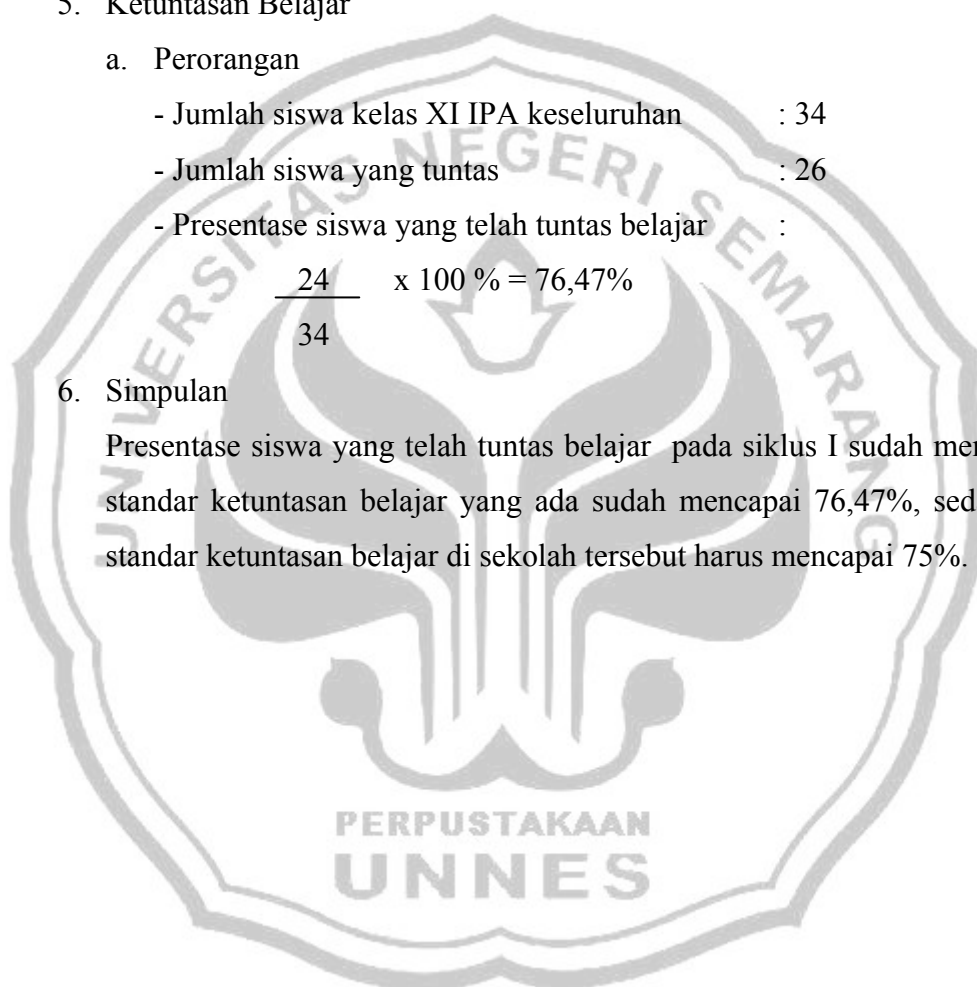 5. Ketuntasan Belajar
a. Perorangan
- Jumlah siswa kelas XI IPA keseluruhan : 34
- Jumlah siswa yang tuntas : 26
- Presentase siswa yang telah tuntas belajar :
24 x 100 % = 76,47%
34
6. Simpulan
Presentase siswa yang telah tuntas belajar pada siklus I sudah
standar ketuntasan belajar yang ada sudah mencapai 76,47%,
standar ketuntasan belajar di sekolah tersebut harus mencapai 75%.
UNIVERSITAS NEGERI SEMARANG
PERPUSTAKAAN
UNNES